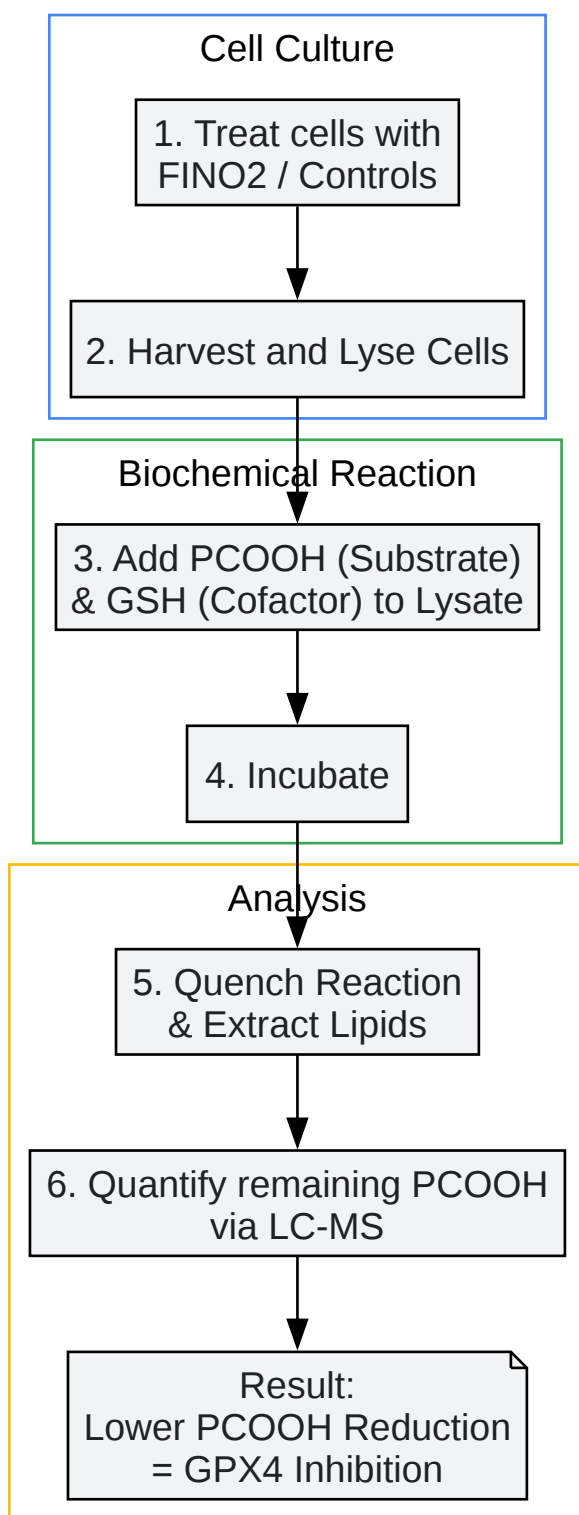 Cell Culture
1. Treat cells with
FINO2 / Controls
2. Harvest and Lyse Cells
Biochemical Reaction
3. Add PCOOH (Substrate)
& GSH (Cofactor) to Lysate
4. Incubate
Analysis
5. Quench Reaction
& Extract Lipids
6. Quantify remaining PCOOH
via LC-MS
Result:
Lower PCOOH Reduction
= GPX4 Inhibition